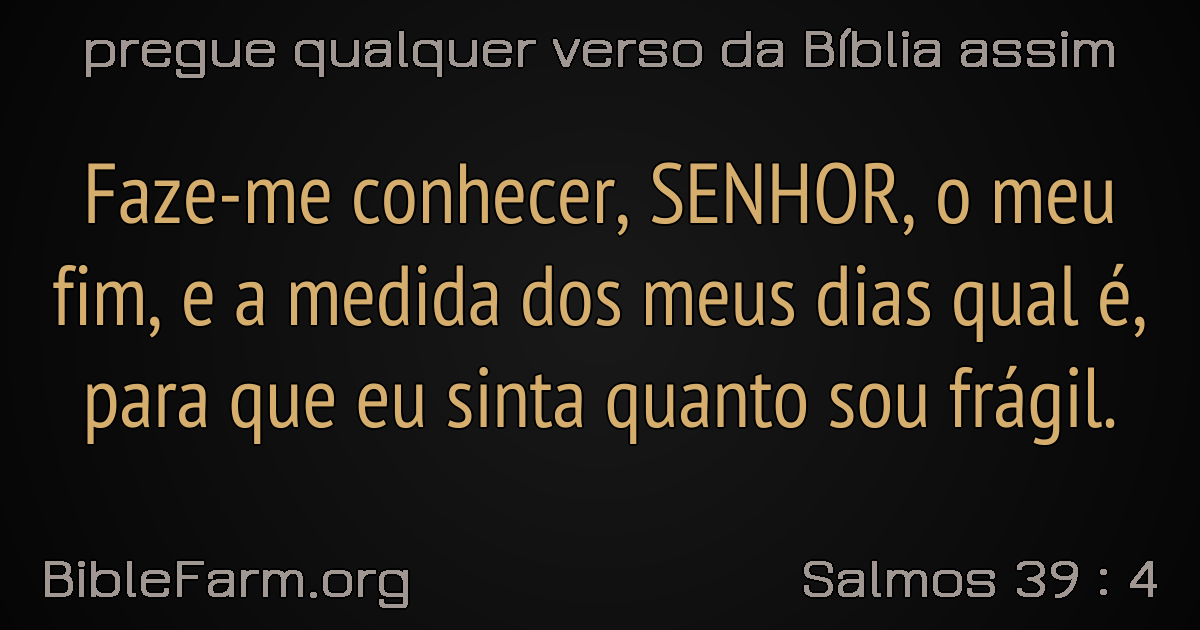 pregue qualquer verso da Bíblia assim
Faze-me conhecer, SENHOR, o meu
fim, e a medida dos meus dias qual é,
para que eu sinta quanto sou frágil.
BibleFarm.org
Salmos 39 : 4